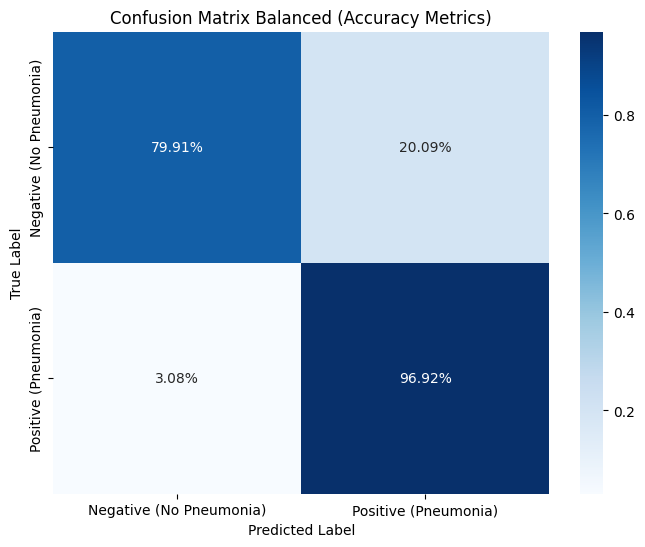 Confusion Matrix Balanced (Accuracy Metrics)
True Label
Negative (No Pneumonia)
Positive (Pneumonia)
79.91%
20.09%
3.08%
96.92%
Negative (No Pneumonia)
Positive (Pneumonia)
Predicted Label
0.8
0.6
0.4
0.2